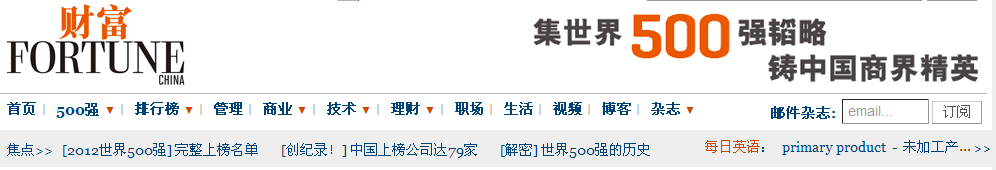 财富
FORTUNE
CHINA
集世界500强韬略
铸中国商界精英
首页 500强 排行榜 管理 商业 技术 理财 职场 生活 视频 博客 杂志 邮件杂志: email... 订阅
焦点>> [2012世界500强] 完整上榜名单 [创纪录！] 中国上榜公司达79家 [解密] 世界500强的历史 每日英语： primary product - 未加工产... >>